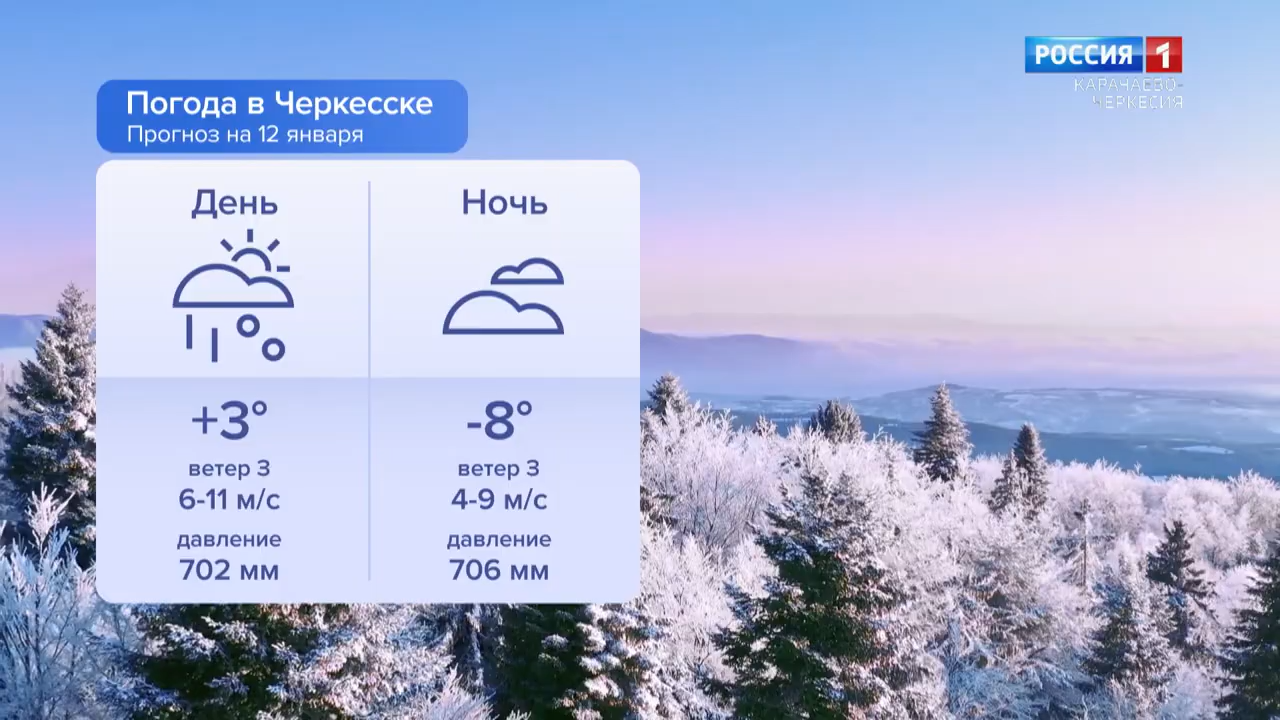 РОССИЯ 1
КАРАЧАЕВО-
ЧЕРКЕСИЯ
Погода в Черкесске
Прогноз на 12 января
День
Ночь
+3°
-8°
ветер З
ветер З
6-11 м/с
4-9 м/с
давление
давление
702 мм
706 мм